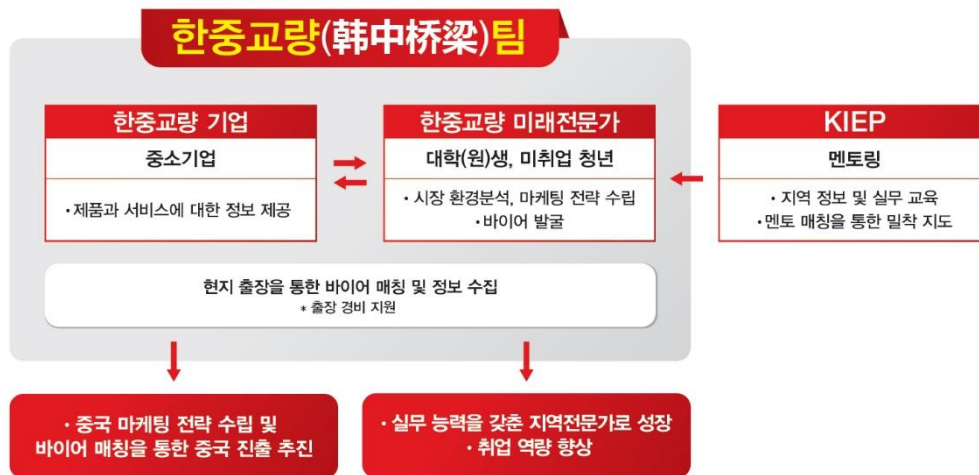 한중교량(韩中桥梁)팀
한중교량 기업
중소기업
· 제품과 서비스에 대한 정보 제공
한중교량 미래전문가
대학(원)생, 미취업 청년
· 시장 환경분석, 마케팅 전략 수립
· 바이어 발굴
KIEP
멘토링
· 지역 정보 및 실무 교육
· 멘토 매칭을 통한 밀착 지도
현지 출장을 통한 바이어 매칭 및 정보 수집
* 출장 경비 지원
· 중국 마케팅 전략 수립 및
바이어 매칭을 통한 중국 진출 추진
· 실무 능력을 갖춘 지역전문가로 성장
· 취업 역량 향상